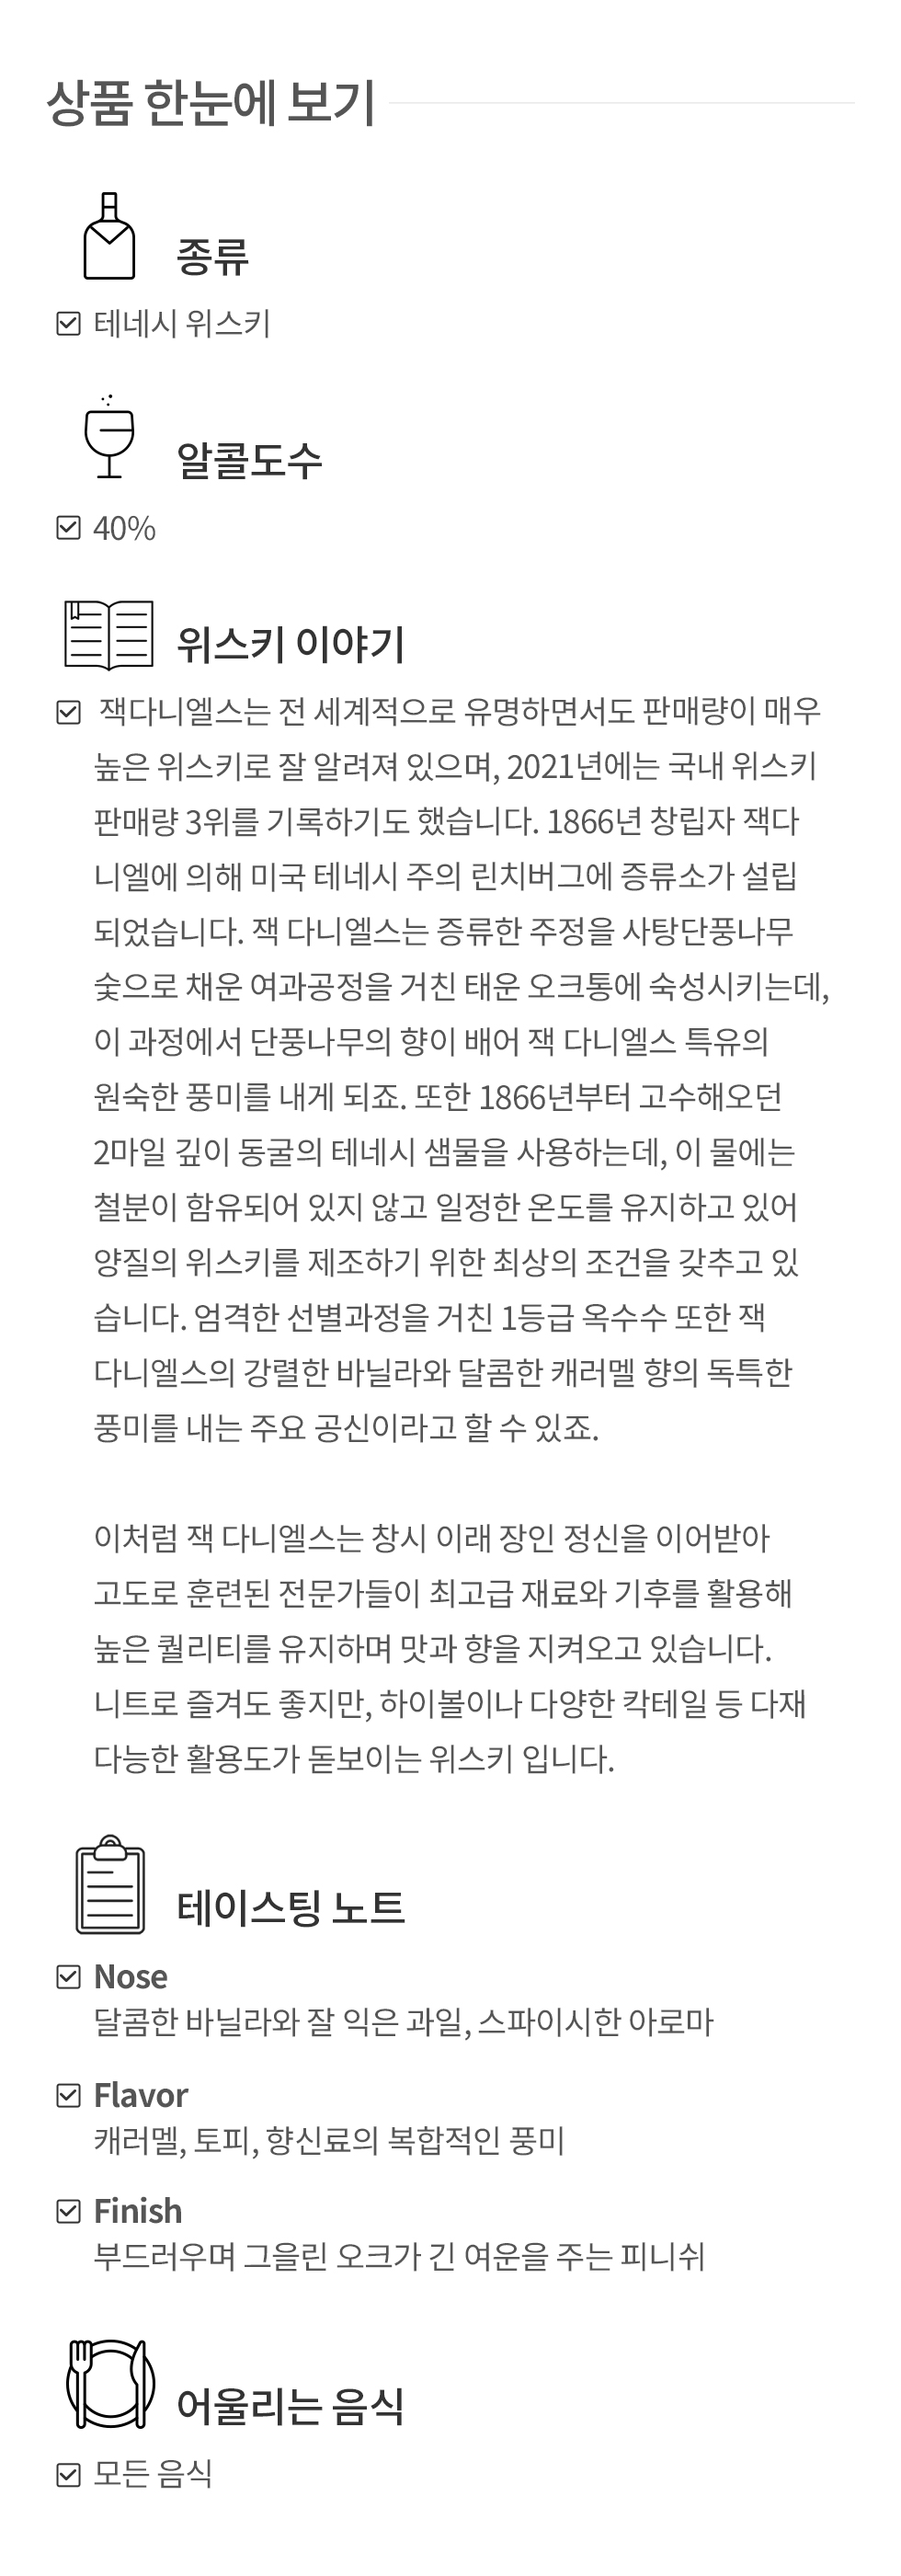 상품 한눈에 보기
종류
테네시 위스키
알콜도수
40%
위스키 이야기
잭다니엘스는 전 세계적으로 유명하면서도 판매량이 매우
높은 위스키로 잘 알려져 있으며, 2021년에는 국내 위스키
판매량 3위를 기록하기도 했습니다. 1866년 창립자 잭다
니엘에 의해 미국 테네시 주의 린치버그에 증류소가 설립
되었습니다. 잭 다니엘스는 증류한 주정을 사탕단풍나무
숯으로 채운 여과공정을 거친 태운 오크통에 숙성시키는데,
이 과정에서 단풍나무의 향이 배어 잭 다니엘스 특유의
원숙한 풍미를 내게 되죠. 또한 1866년부터 고수해오던
2마일 깊이 동굴의 테네시 샘물을 사용하는데, 이 물에는
철분이 함유되어 있지 않고 일정한 온도를 유지하고 있어
양질의 위스키를 제조하기 위한 최상의 조건을 갖추고 있
습니다. 엄격한 선별과정을 거친 1등급 옥수수 또한 잭
다니엘스의 강렬한 바닐라와 달콤한 캐러멜 향의 독특한
풍미를 내는 주요 공신이라고 할 수 있죠.
이처럼 잭 다니엘스는 창시 이래 장인 정신을 이어받아
고도로 훈련된 전문가들이 최고급 재료와 기후를 활용해
높은 퀄리티를 유지하며 맛과 향을 지켜오고 있습니다.
니트로 즐겨도 좋지만, 하이볼이나 다양한 칵테일 등 다재
다능한 활용도가 돋보이는 위스키 입니다.
테이스팅 노트
Nose
달콤한 바닐라와 잘 익은 과일, 스파이시한 아로마
Flavor
캐러멜, 토피, 향신료의 복합적인 풍미
Finish
부드러우며 그을린 오크가 긴 여운을 주는 피니쉬
어울리는 음식
모든 음식